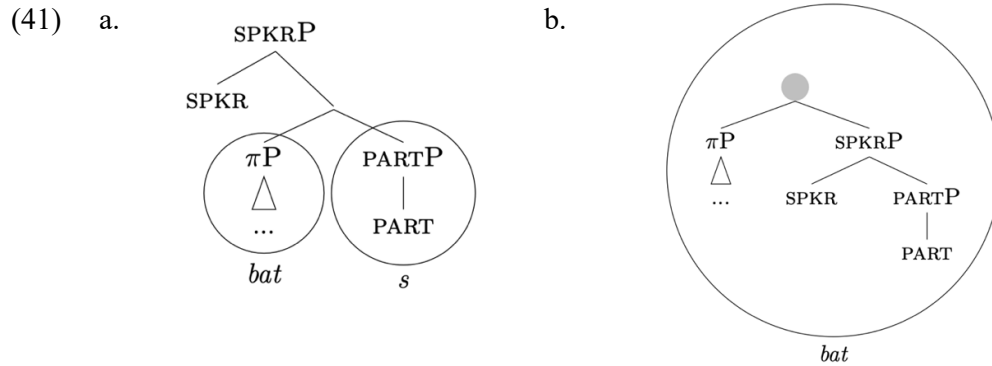 (41) a. b.
SPKRP
SPKR
πP PARTP
... PART
bat s
πP SPKRP
... SPKR PARTP
PART
bat